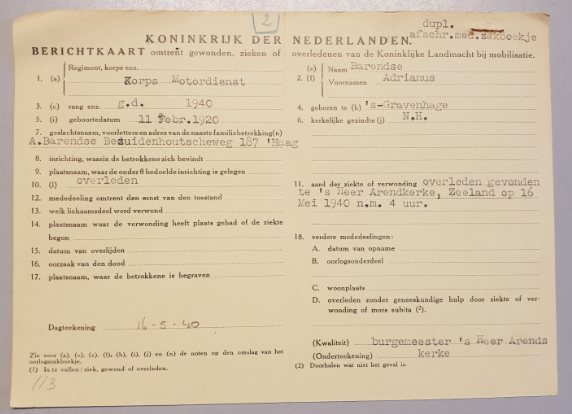 2
dupl.
afschr.med.zakboekje
KONINKRIJK DER NEDERLANDEN.
BERICHTKAART omtrent gewonden, zieken of overledenen van de Koninklijke Landmacht bij mobilisatie.
Regiment, korps enz.
1. (a) Korps Motordienst
(e) Naam Barendse
2. (f) Voornamen Adrianus
3. (c) rang enz. g.d. 1940
4. geboren te (h) 's-Gravenhage
5. (i) geboortedatum 11 Febr.1920
6. kerkelijke gezindte (j) N.H.
7. geslachtsnaam, voorletters en adres van de naaste familiebetrekking(n)
A.Barendse Bezuidenhoutscheweg 187 'Haag
8. inrichting, waarin de betrokkene zich bevindt
9. plaatsnaam, waar de onder 8 bedoelde inrichting is gelegen
10. (1) overleden
11. aard der ziekte of verwonding overleden gevonden
te 's Heer Arendkerke, Zeeland op 16
Mei 1940 n.m. 4 uur.
12. mededeeling omtrent den ernst van den toestand
13. welk lichaamsdeel werd verwond
14. plaatsnaam waar de verwonding heeft plaats gehad of de ziekte
begon
15. datum van overlijden
16. oorzaak van den dood
17. plaatsnaam, waar de betrokkene is begraven
18. verdere mededeelingen:
A. datum van opname
B. oorlogsonderdeel
C. woonplaats
D. overleden zonder geneeskundige hulp door ziekte of ver-
wonding of mors subita (2).
Dagteekening 16-5-40
(Kwaliteit) burgemeester 's Heer Arends
(Onderteekening) kerke
Zie voor (a), (c), (e), (f), (h), (i), (j) en (n) de noten op den omslag van het
oorlogszakboekje.
(1) In te vullen: ziek, gewond of overleden.
(2) Doorhalen wat niet het geval is.
113